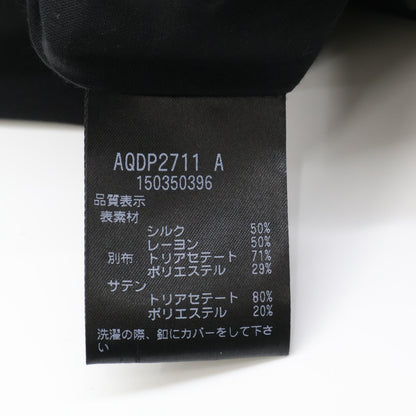 AQDP2711 A
150350396
品質表示
表素材
シルク 50%
レーヨン 50%
別布 トリアセテート 71%
ポリエステル 29%
サテン
トリアセテート 80%
ポリエステル 20%
洗濯の際、釦にカバーをして下さ
い